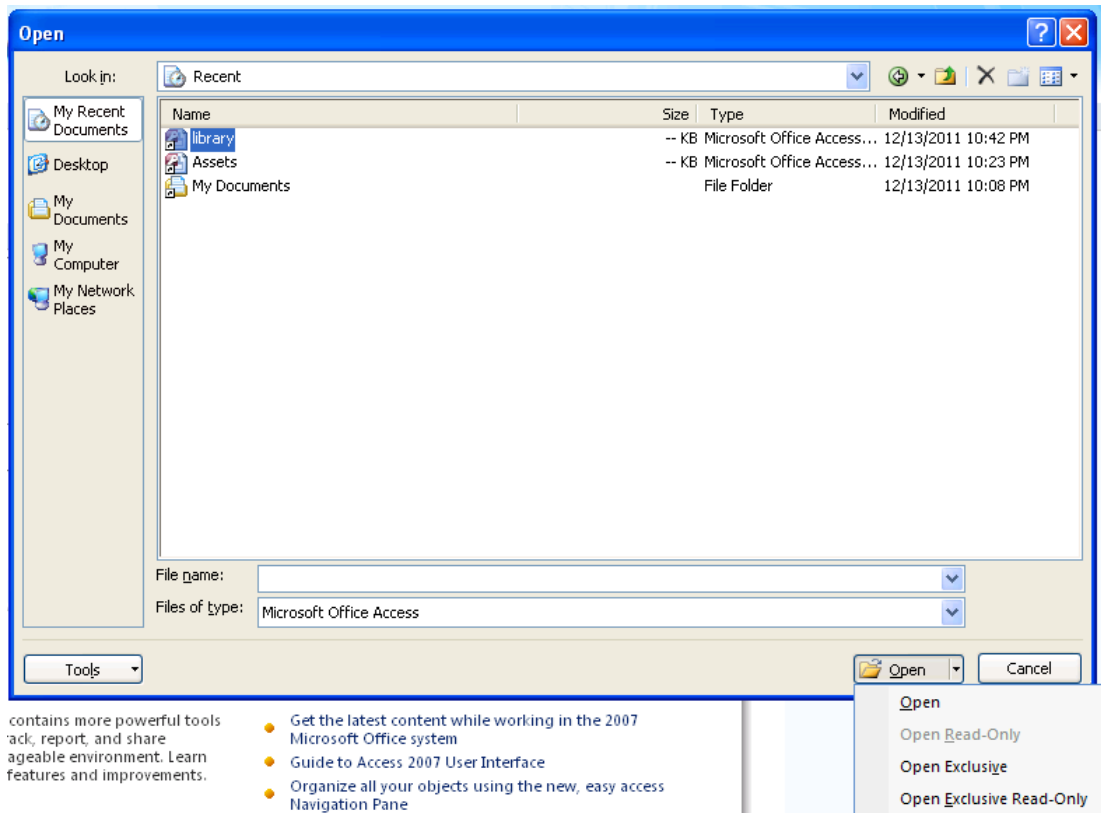 Open
Look in:
Recent
My Recent
Documents
Desktop
My
Documents
My
Computer
My Network
Places
Name Size Type Modified
library -- KB Microsoft Office Access... 12/13/2011 10:42 PM
Assets -- KB Microsoft Office Access... 12/13/2011 10:23 PM
My Documents File Folder 12/13/2011 10:08 PM
File name:
Files of type: Microsoft Office Access
Tools Open Cancel
Open
Open Read-Only
Open Exclusive
Open Exclusive Read-Only
contains more powerful tools
rack, report, and share
ageable environment. Learn
features and improvements.
Get the latest content while working in the 2007
Microsoft Office system
Guide to Access 2007 User Interface
Organize all your objects using the new, easy access
Navigation Pane